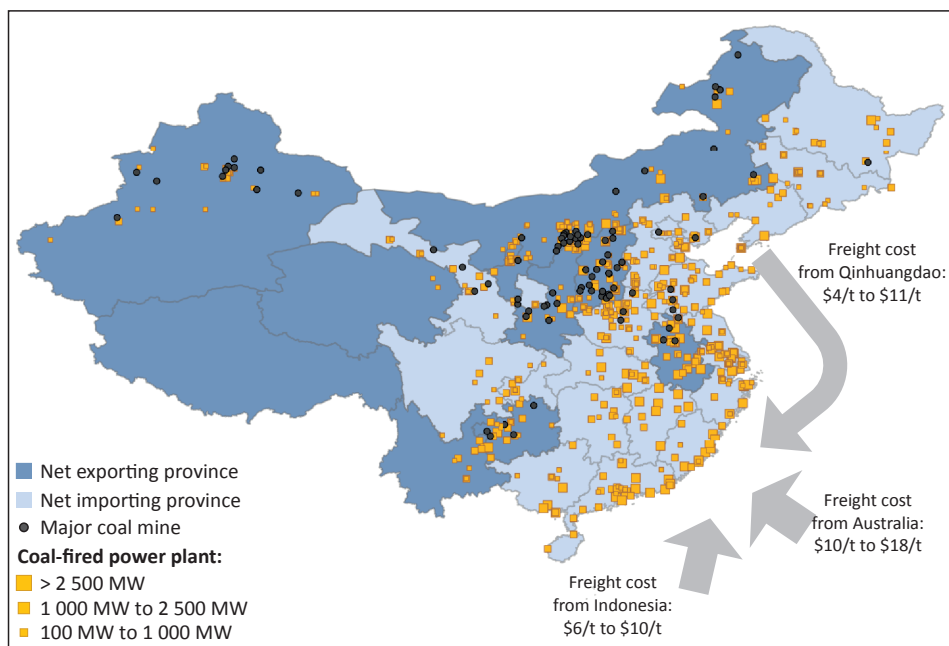 Freight cost
from Qinhuangdao:
$4/t to $11/t
Net exporting province
Net importing province
Major coal mine
Coal-fired power plant:
> 2 500 MW
1 000 MW to 2 500 MW
100 MW to 1 000 MW
Freight cost
from Australia:
$10/t to $18/t
Freight cost
from Indonesia:
$6/t to $10/t